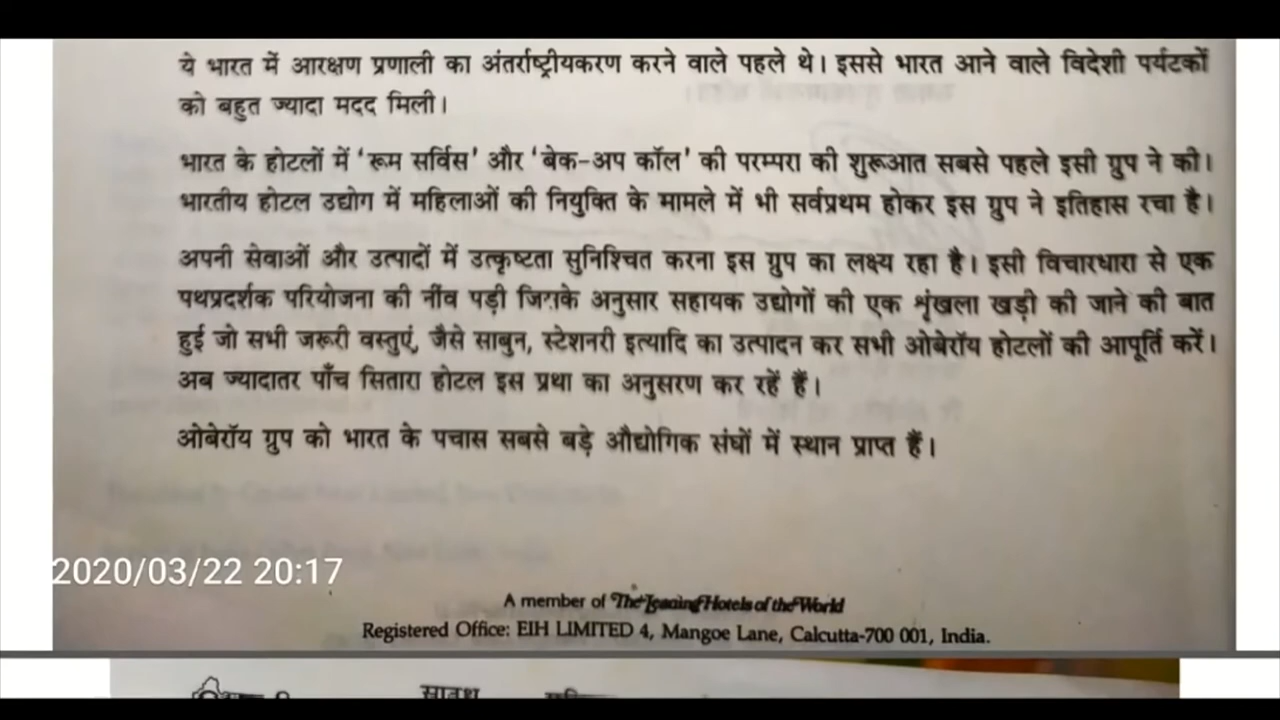 ये भारत में आरक्षण प्रणाली का अंतर्राष्ट्रीयकरण करने वाले पहले थे। इससे भारत आने वाले विदेशी पर्यटकों
को बहुत ज्यादा मदद मिली।
भारत के होटलों में 'रूम सर्विस' और 'बेक-अप कॉल' की परम्परा की शुरूआत सबसे पहले इसी ग्रुप ने की।
भारतीय होटल उद्योग में महिलाओं की नियुक्ति के मामले में भी सर्वप्रथम होकर इस ग्रुप ने इतिहास रचा है।
अपनी सेवाओं और उत्पादों में उत्कृष्टता सुनिश्चित करना इस ग्रुप का लक्ष्य रहा है। इसी विचारधारा से एक
पथप्रदर्शक परियोजना की नींव पड़ी जिसके अनुसार सहायक उद्योगों की एक श्रृंखला खड़ी की जाने की बात
हुई जो सभी जरूरी वस्तुएं, जैसे साबुन, स्टेशनरी इत्यादि का उत्पादन कर सभी ओबेरॉय होटलों की आपूर्ति करें।
अब ज्यादातर पाँच सितारा होटल इस प्रथा का अनुसरण कर रहें हैं।
ओबेरॉय ग्रुप को भारत के पचास सबसे बड़े औद्योगिक संघों में स्थान प्राप्त हैं।
2020/03/22 20:17
A member of The Leading Hotels of the World
Registered Office: EIH LIMITED 4, Mangoe Lane, Calcutta-700 001, India.